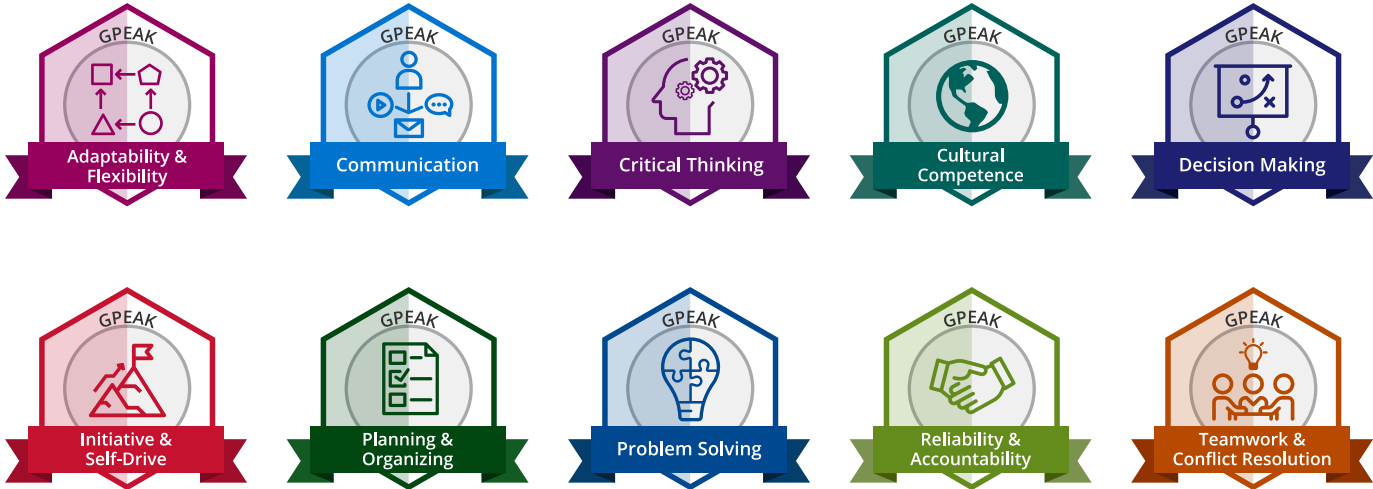 GPEAK
Adaptability &
Flexibility
GPEAK
Communication
GPEAK
Critical Thinking
GPEAK
Cultural
Competence
GPEAK
Decision Making
GPEAK
Initiative &
Self-Drive
GPEAK
Planning &
Organizing
GPEAK
Problem Solving
GPEAK
Reliability &
Accountability
GPEAK
Teamwork &
Conflict Resolution